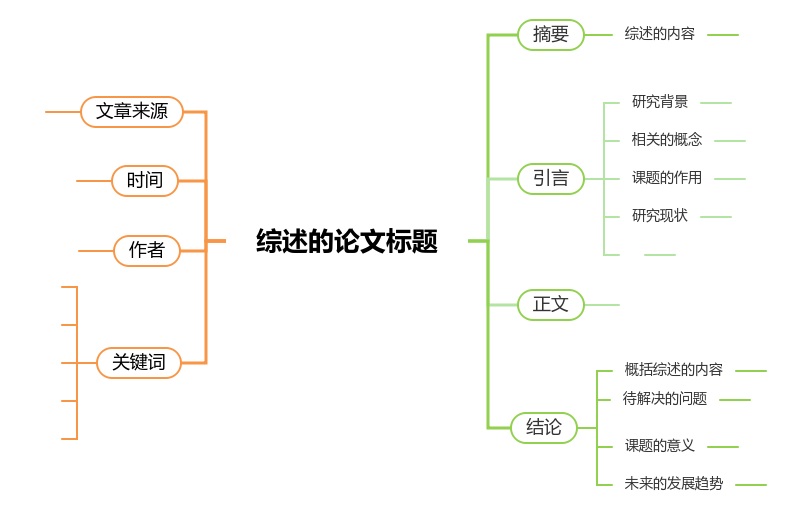 综述的论文标题
文章来源
时间
作者
关键词
摘要
综述的内容
引言
研究背景
相关的概念
课题的作用
研究现状
正文
结论
概括综述的内容
待解决的问题
课题的意义
未来的发展趋势